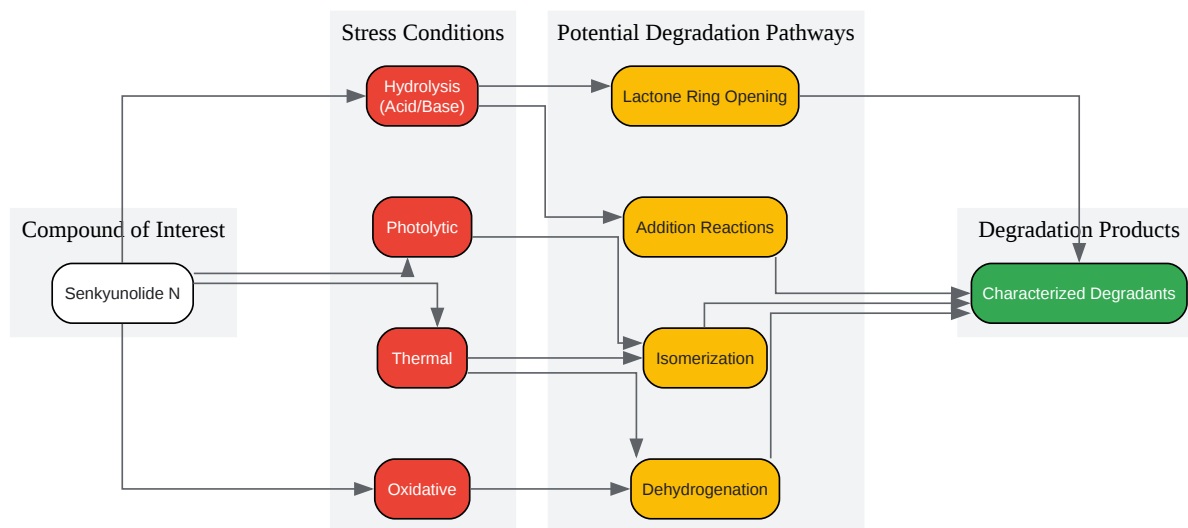 Stress Conditions
Potential Degradation Pathways
Hydrolysis
(Acid/Base)
Lactone Ring Opening
Compound of Interest
Photolytic
Addition Reactions
Degradation Products
Senkyunolide N
Characterized Degradants
Thermal
Isomerization
Oxidative
Dehydrogenation